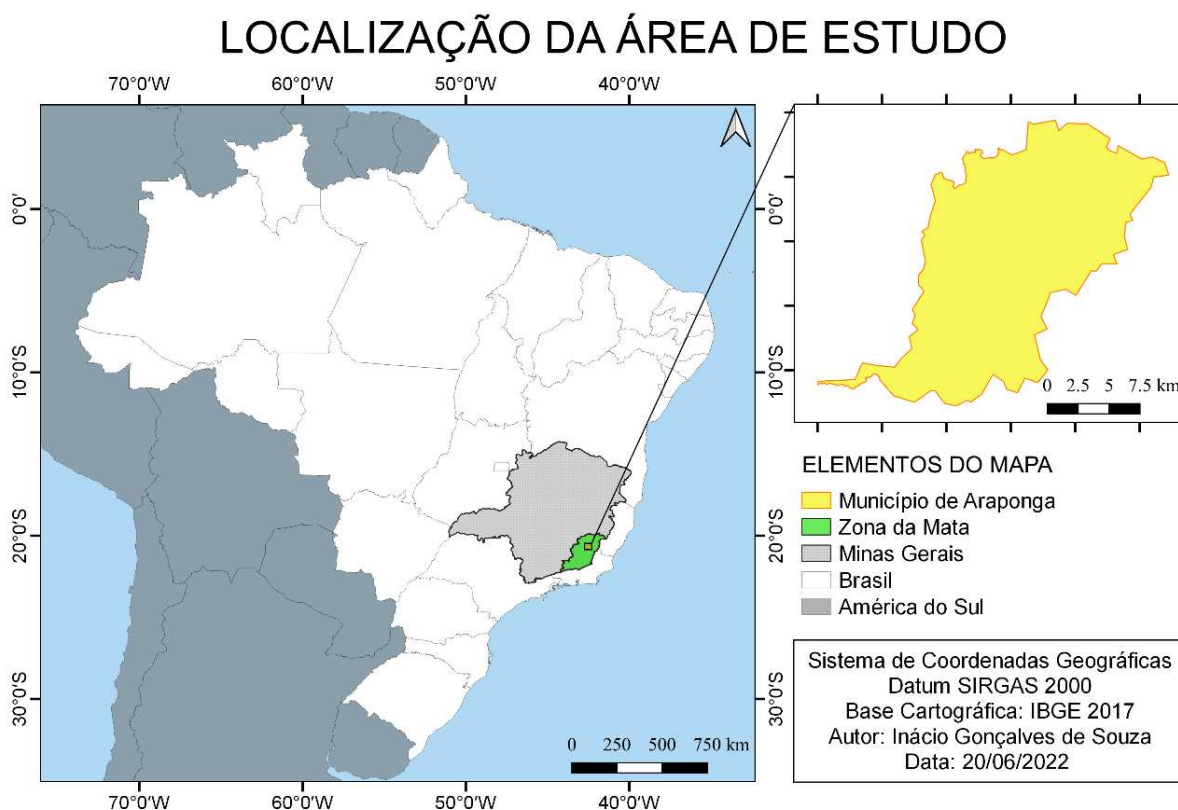 LOCALIZAÇÃO DA ÁREA DE ESTUDO
70°0'W 60°0'W 50°0'W 40°0'W
0°0'
10°0'S
20°0'S
30°0'S
0 250 500 750 km
70°0'W 60°0'W 50°0'W 40°0'W
0°0'
10°0'S
20°0'S
30°0'S
0 2.5 5 7.5 km
ELEMENTOS DO MAPA
Município de Araponga
Zona da Mata
Minas Gerais
Brasil
América do Sul
Sistema de Coordenadas Geográficas
Datum SIRGAS 2000
Base Cartográfica: IBGE 2017
Autor: Inácio Gonçalves de Souza
Data: 20/06/2022